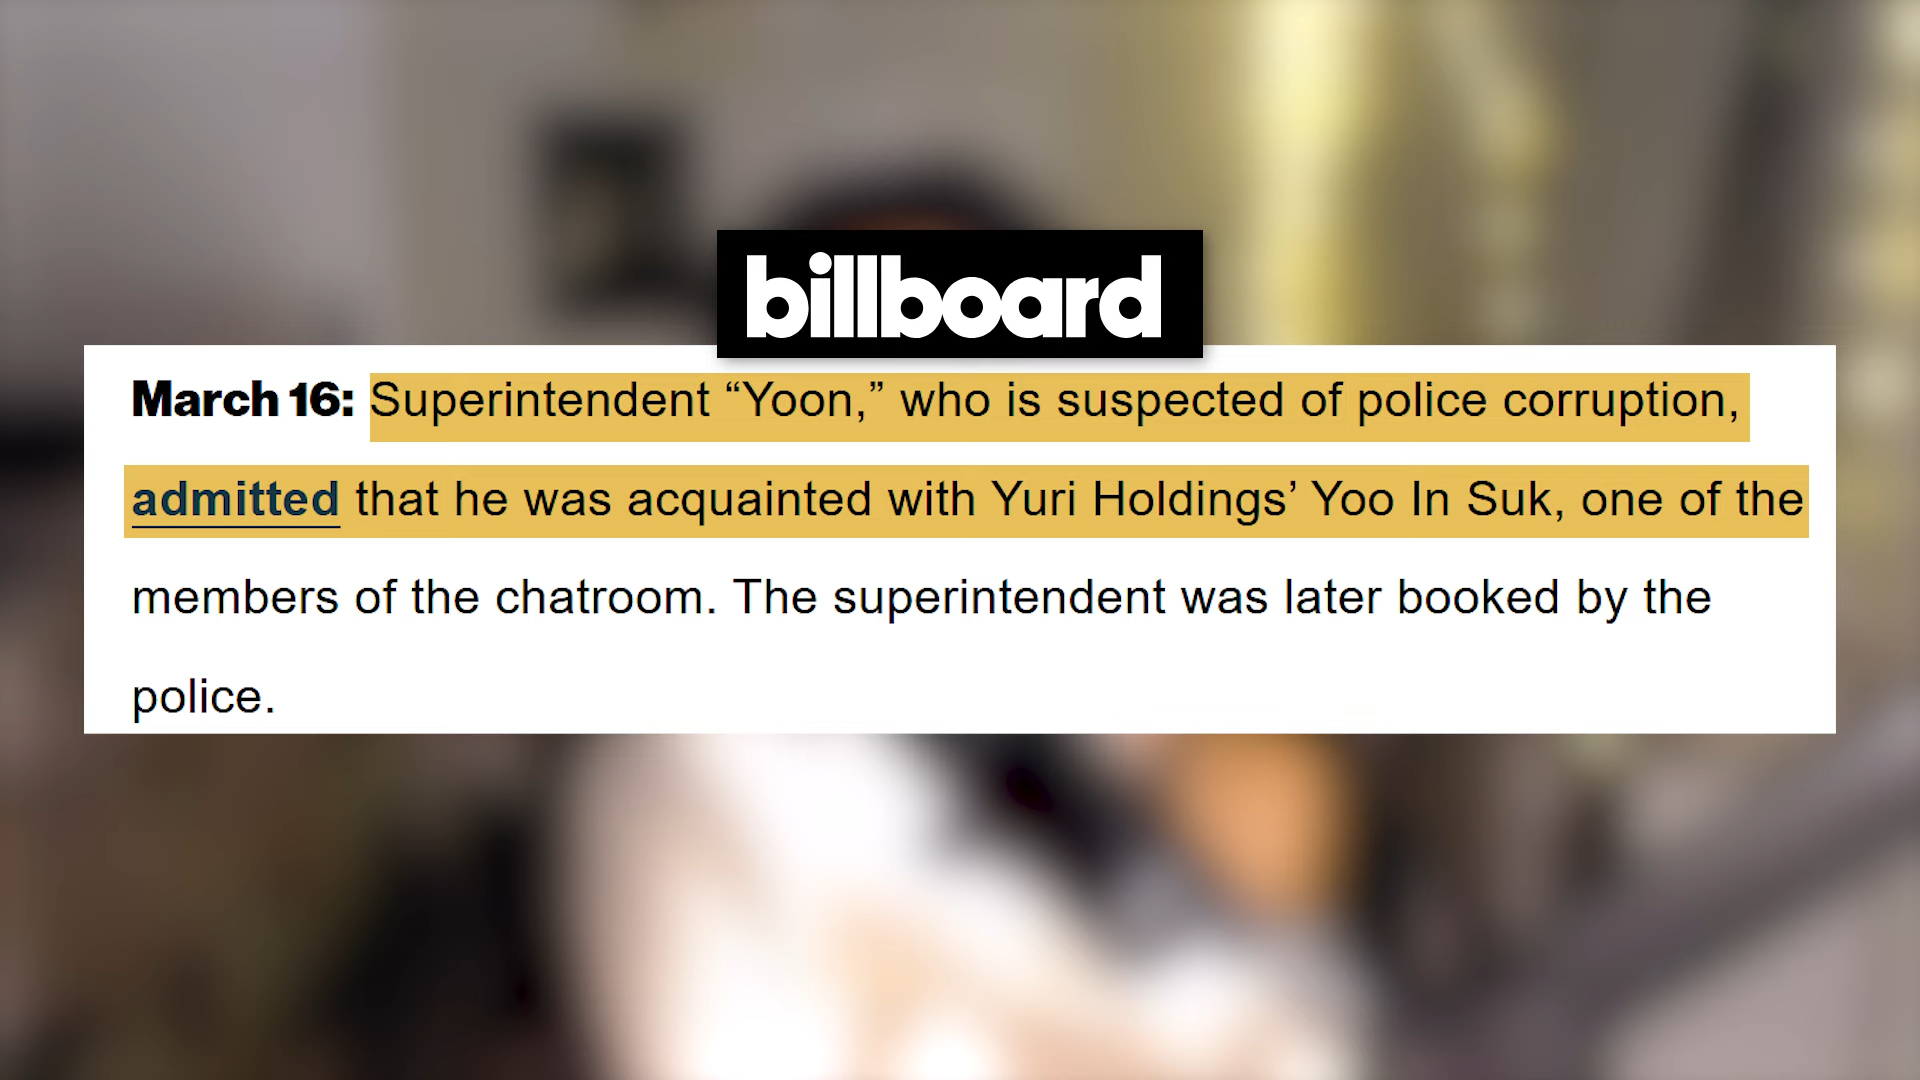 billboard
March 16: Superintendent “Yoon,” who is suspected of police corruption,
admitted that he was acquainted with Yuri Holdings’ Yoo In Suk, one of the
members of the chatroom. The superintendent was later booked by the
police.